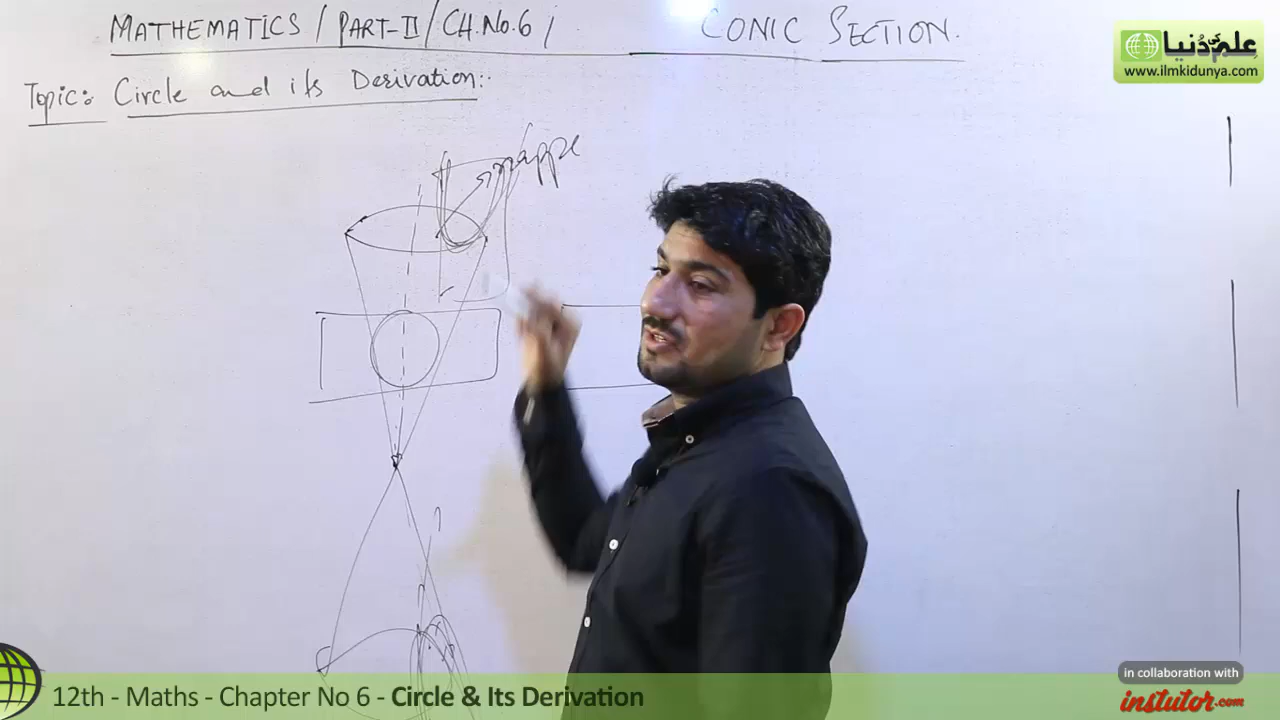 MATHEMATICS / PART-II / CH.No.6 /
CONIC SECTION.
علم کی دنیا
www.ilmkidunya.com
Topic: Circle and its Derivation:.
nappe
in collaboration with
instutor.com
12th - Maths - Chapter No 6 - Circle & Its Derivation